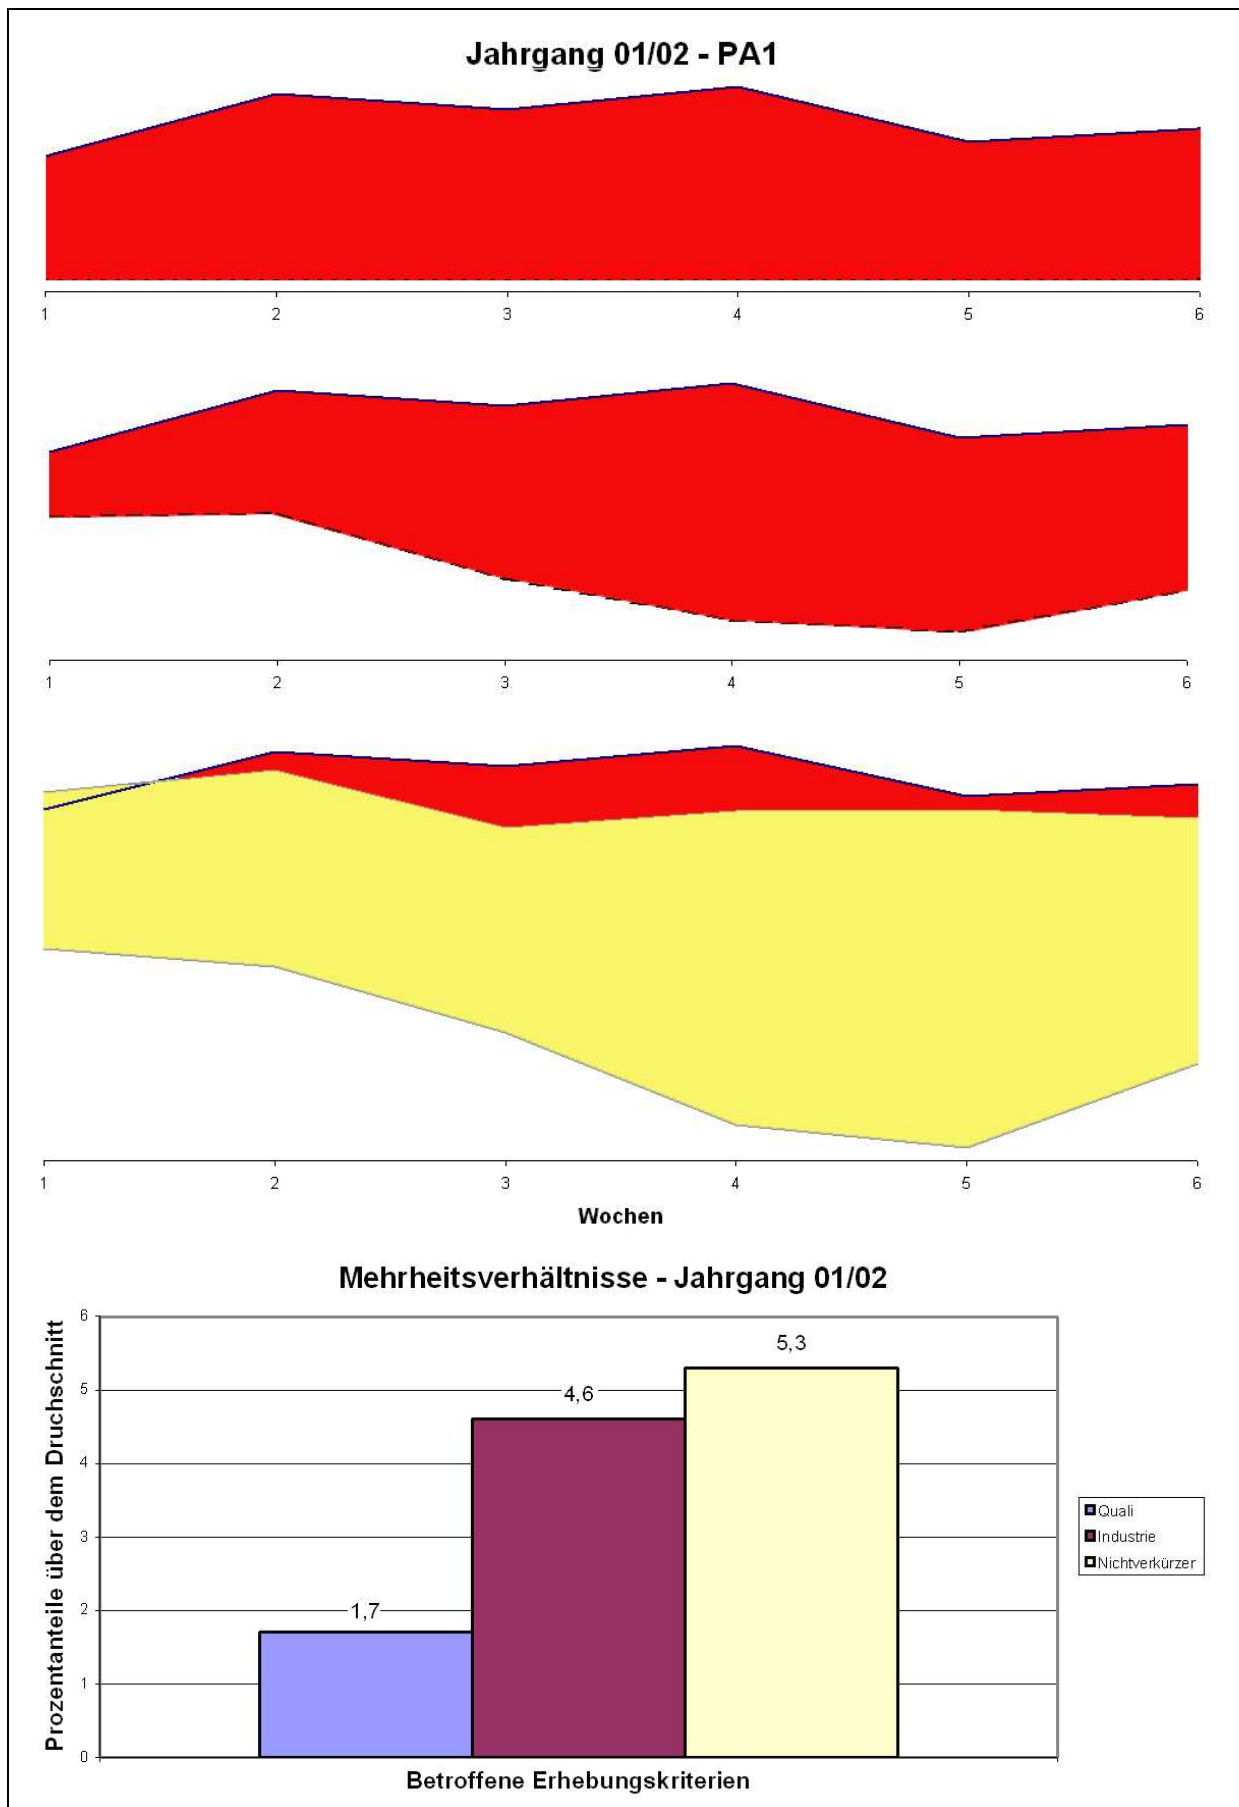 Jahrgang 01/02 - PA1
1 2 3 4 5 6
1 2 3 4 5 6
1 2 3 4 5 6
Wochen
Mehrheitsverhältnisse - Jahrgang 01/02
Prozentanteile über dem Druchschnitt
6
5
4
3
2
1
0
1,7
4,6
5,3
Quali
Industrie
Nichtverkürzer
Betroffene Erhebungskriterien